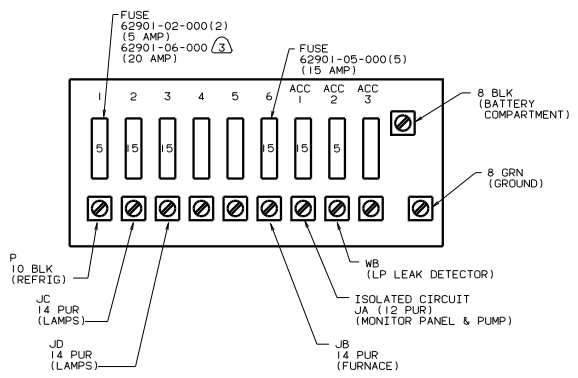 FUSE
62901-02-000(2)
(5 AMP)
62901-06-000 3
(20 AMP)
FUSE
62901-05-000(5)
(15 AMP)
1 2 3 4 5 6 ACC 1 ACC 2 ACC 3
8 BLK
(BATTERY
COMPARTMENT)
5 15 15 15 15 5
8 GRN
(GROUND)
P
10 BLK
(REFRIG)
WB
(LP LEAK DETECTOR)
JC
14 PUR
(LAMPS)
ISOLATED CIRCUIT
JA (12 PUR)
(MONITOR PANEL & PUMP)
JD
14 PUR
(LAMPS)
JB
14 PUR
(FURNACE)